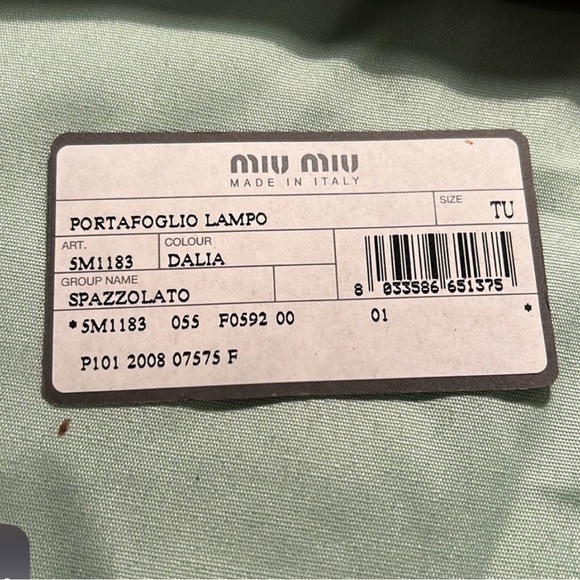 miu miu
MADE IN ITALY
PORTAFOGLIO LAMPO
SIZE
TU
ART.
5M1183
COLOUR
DALIA
GROUP NAME
SPAZZOLATO
8 033586 651375
*5M1183 055 F0592 00 01 *
P101 2008 07575 F